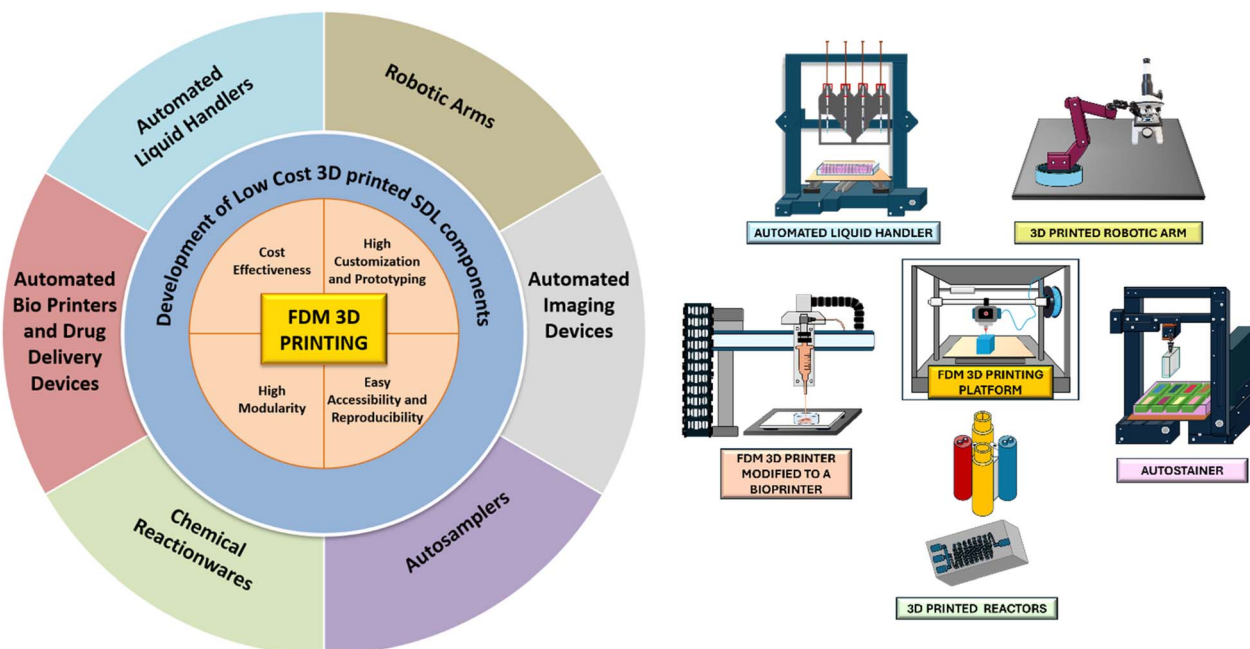 Automated
Liquid Handlers
Robotic Arms
Automated
Imaging
Devices
Autosamplers
Chemical
Reactionwares
Automated
Bio Printers
and Drug
Delivery
Devices
Development of Low Cost 3D printed SDL components
Cost
Effectiveness
High
Customization
and Prototyping
FDM 3D
PRINTING
High
Modularity
Easy
Accessibility and
Reproducibility
AUTOMATED LIQUID HANDLER
3D PRINTED ROBOTIC ARM
FDM 3D PRINTING
PLATFORM
FDM 3D PRINTER
MODIFIED TO A
BIOPRINTER
AUTOSTAINER
3D PRINTED REACTORS